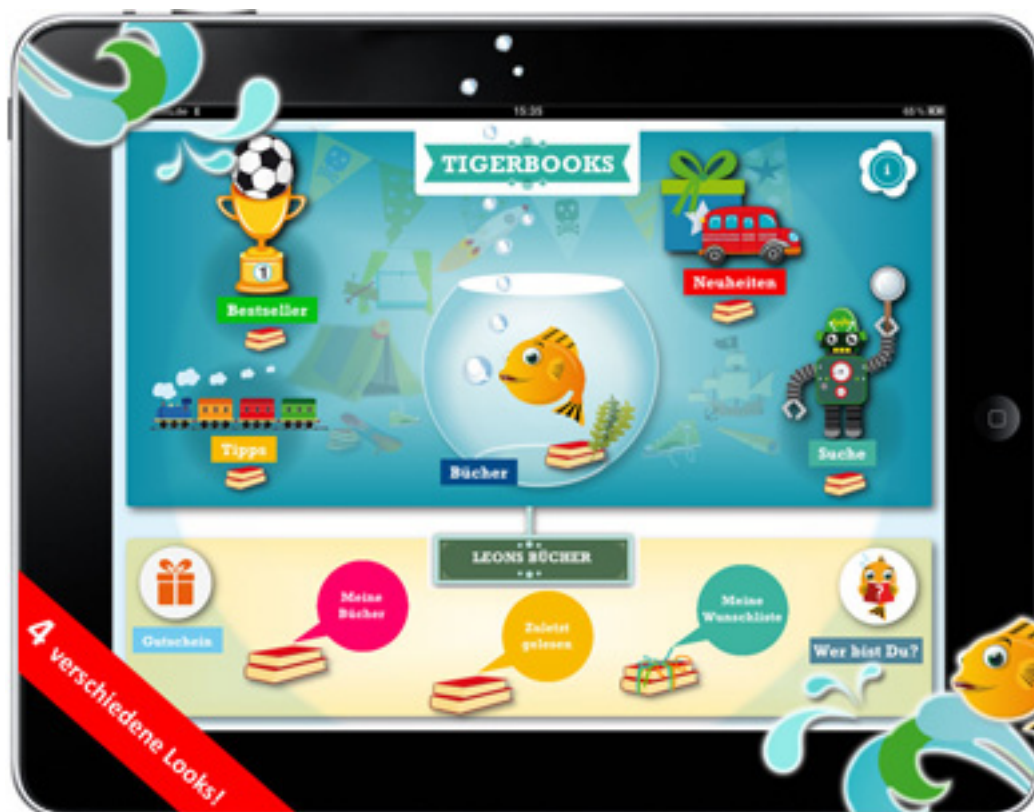 15:35
TIGERBOOKS
i
1
Bestseller
Neuheiten
Tipps
Bücher
Suche
LEONS BÜCHER
Gutschein
Meine
Bücher
Zuletzt
gelesen
Meine
Wunschliste
?
Wer bist Du?
4 verschiedene Looks!